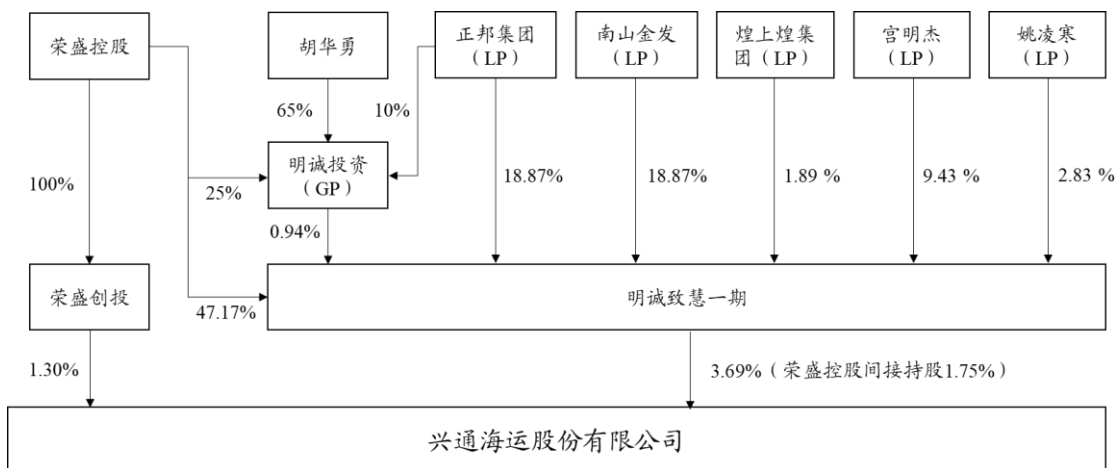 荣盛控股
胡华勇
正邦集团
（LP）
南山金发
（LP）
煌上煌集
团（LP）
宫明杰
（LP）
姚凌寒
（LP）
65%
10%
明诚投资
（GP）
100%
25%
18.87%
18.87%
1.89 %
9.43 %
2.83 %
0.94%
荣盛创投
47.17%
明诚致慧一期
1.30%
3.69%（荣盛控股间接持股1.75%）
兴通海运股份有限公司